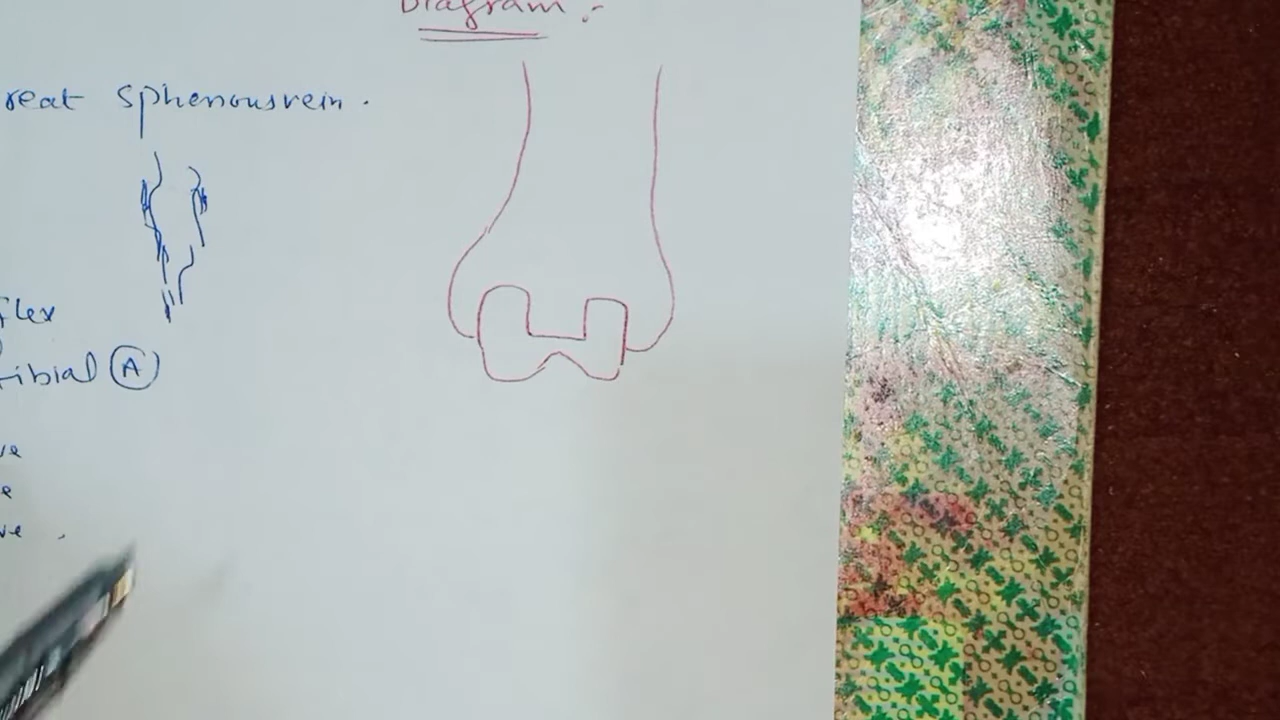 Diagram :-
reat sphenousvein.
flex
tibial (A)
ve
e
ve .